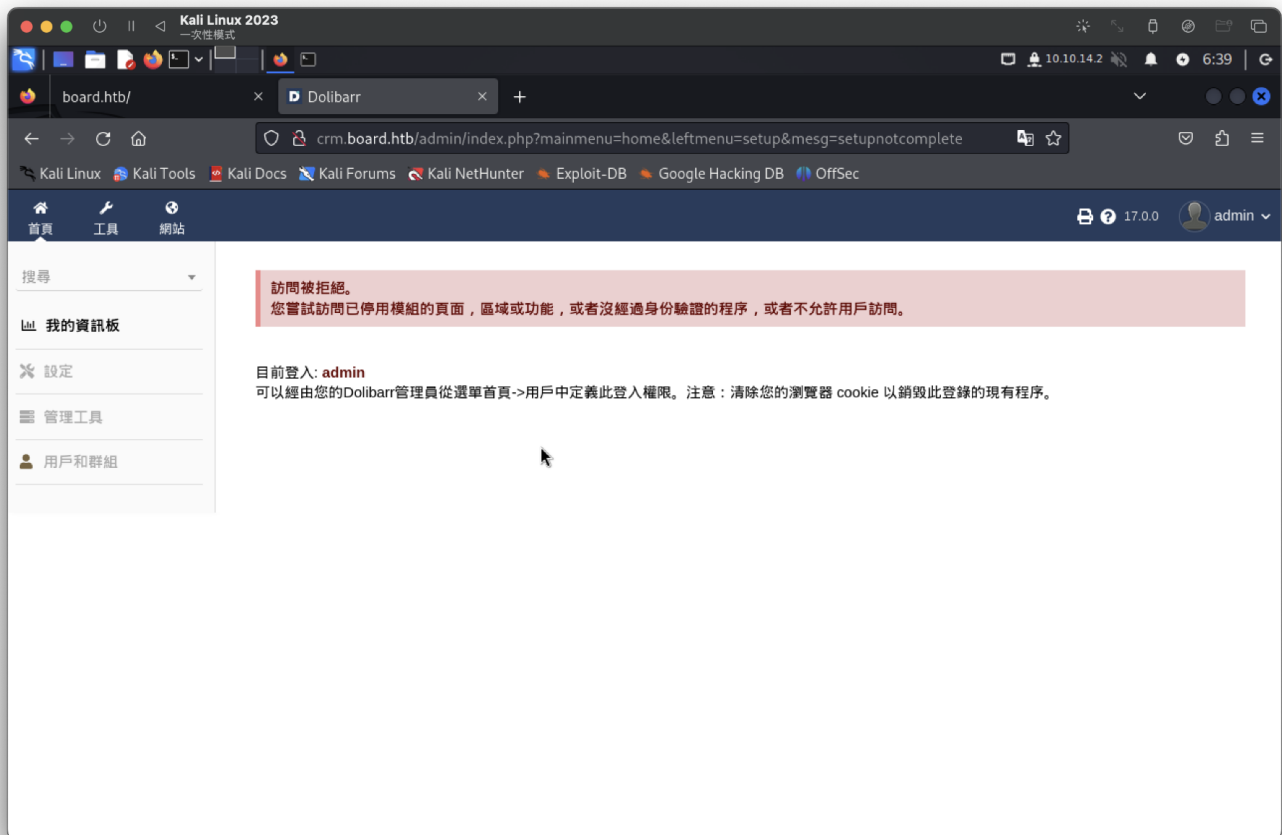 Kali Linux 2023
一次性模式
10.10.14.2
6:39
board.htb/
Dolibarr
crm.board.htb/admin/index.php?mainmenu=home&leftmenu=setup&mesg=setupnotcomplete
Kali Linux Kali Tools Kali Docs Kali Forums Kali NetHunter Exploit-DB Google Hacking DB OffSec
首頁 工具 網站
17.0.0 admin
搜尋
我的資訊板
設定
管理工具
用戶和群組
訪問被拒絕。
您嘗試訪問已停用模組的頁面，區域或功能，或者沒經過身份驗證的程序，或者不允許用戶訪問。
目前登入: admin
可以經由您的Dolibarr管理員從選單首頁->用戶中定義此登入權限。注意：清除您的瀏覽器 cookie 以銷毀此登錄的現有程序。